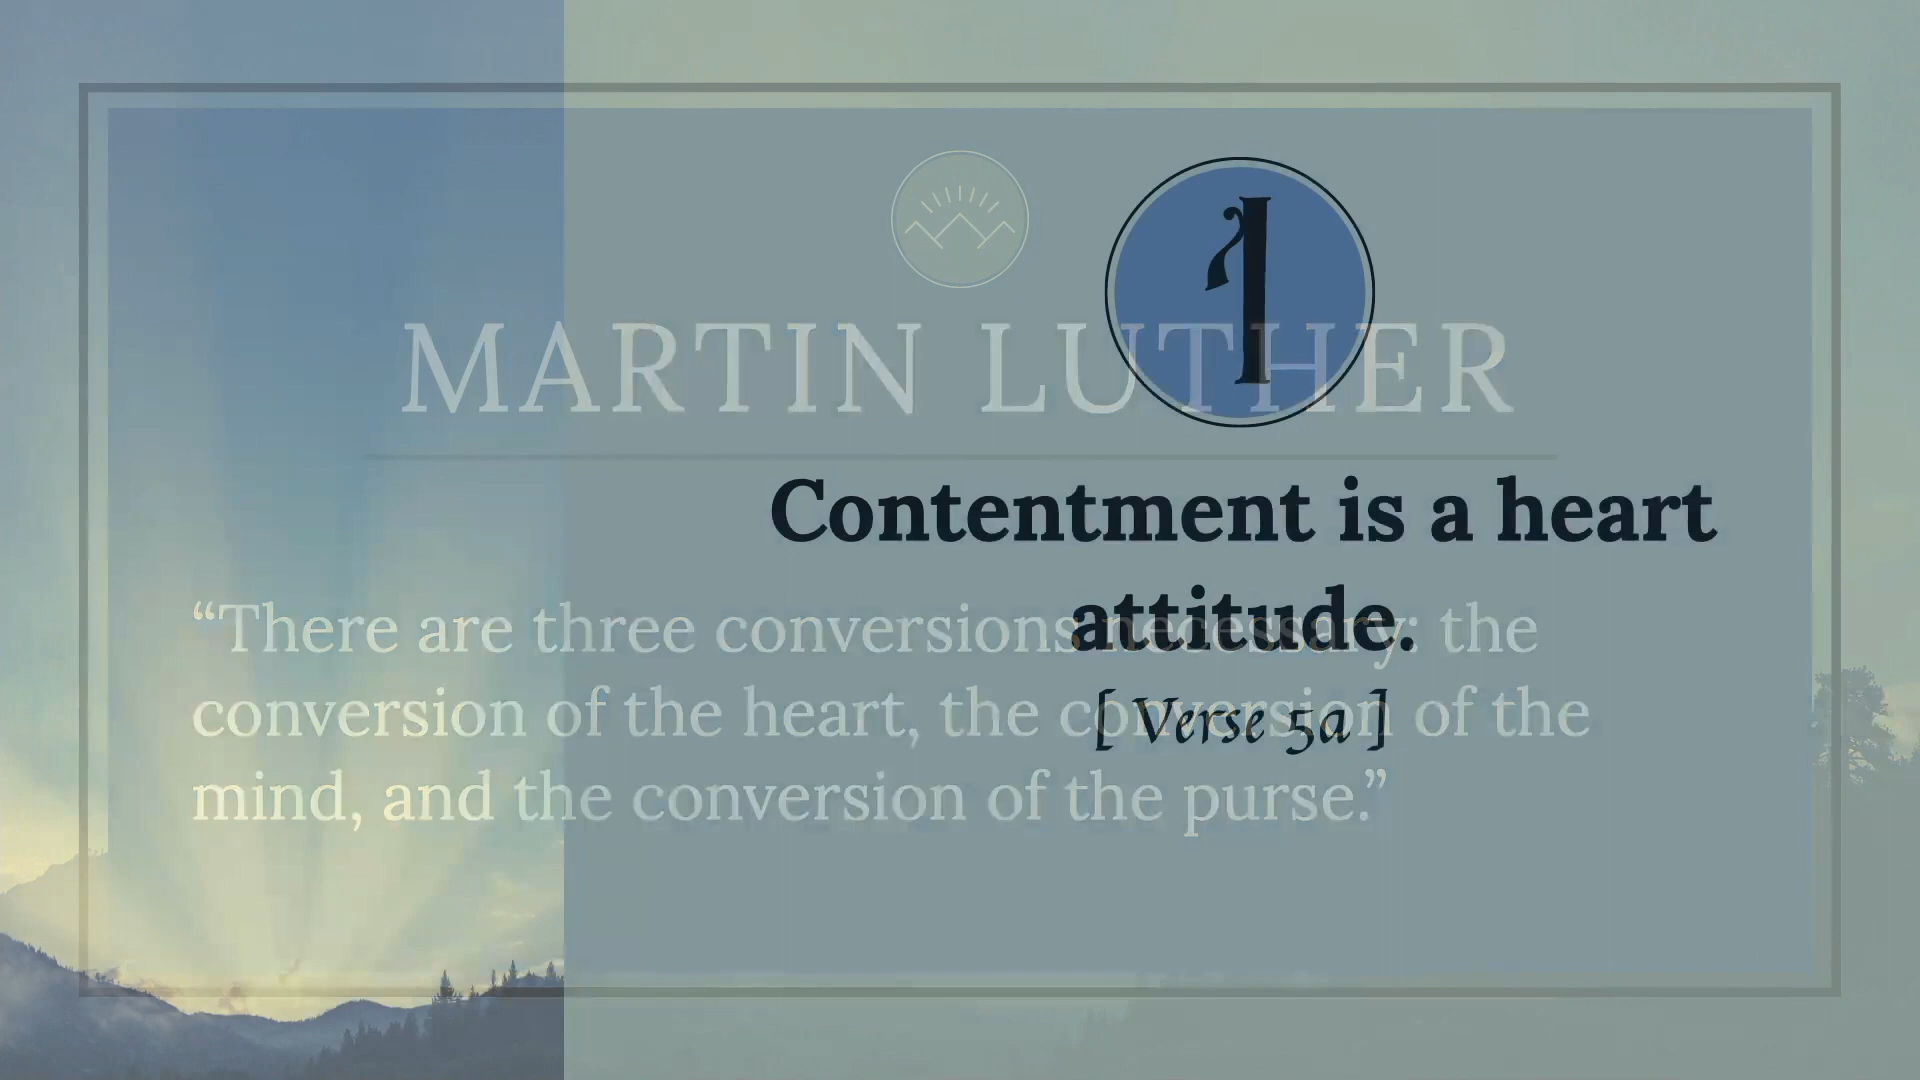 1
MARTIN LUTHER
Contentment is a heart
attitude.
[ Verse 5a ]
“There are three conversions necessary: the
conversion of the heart, the conversion of the
mind, and the conversion of the purse.”